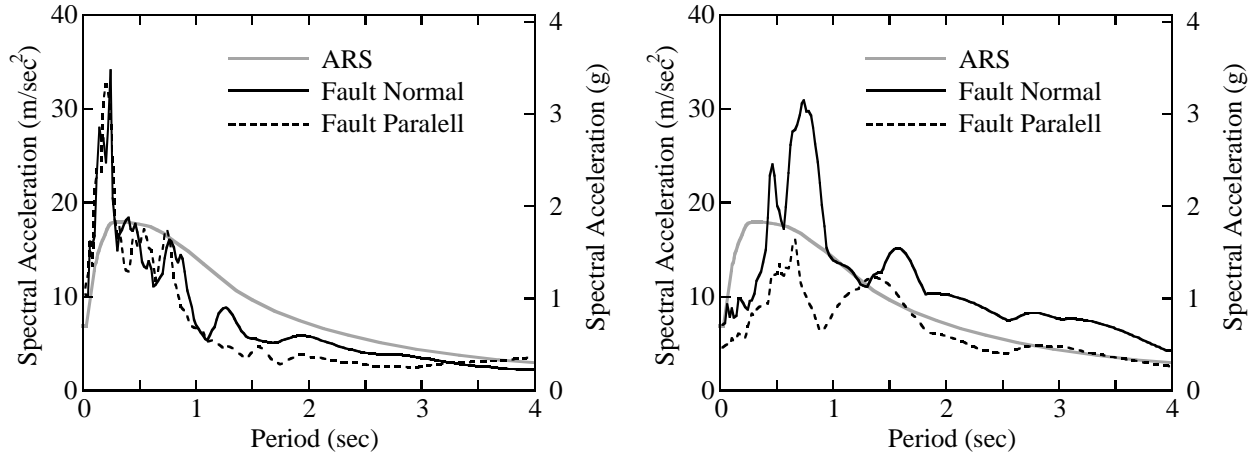 40
30
20
10
0
Spectral Acceleration (m/sec2)
ARS
Fault Normal
Fault Paralell
4
3
2
1
0
Spectral Acceleration (g)
0 1 2 3 4
Period (sec)
40
30
20
10
0
Spectral Acceleration (m/sec2)
ARS
Fault Normal
Fault Paralell
4
3
2
1
0
Spectral Acceleration (g)
0 1 2 3 4
Period (sec)